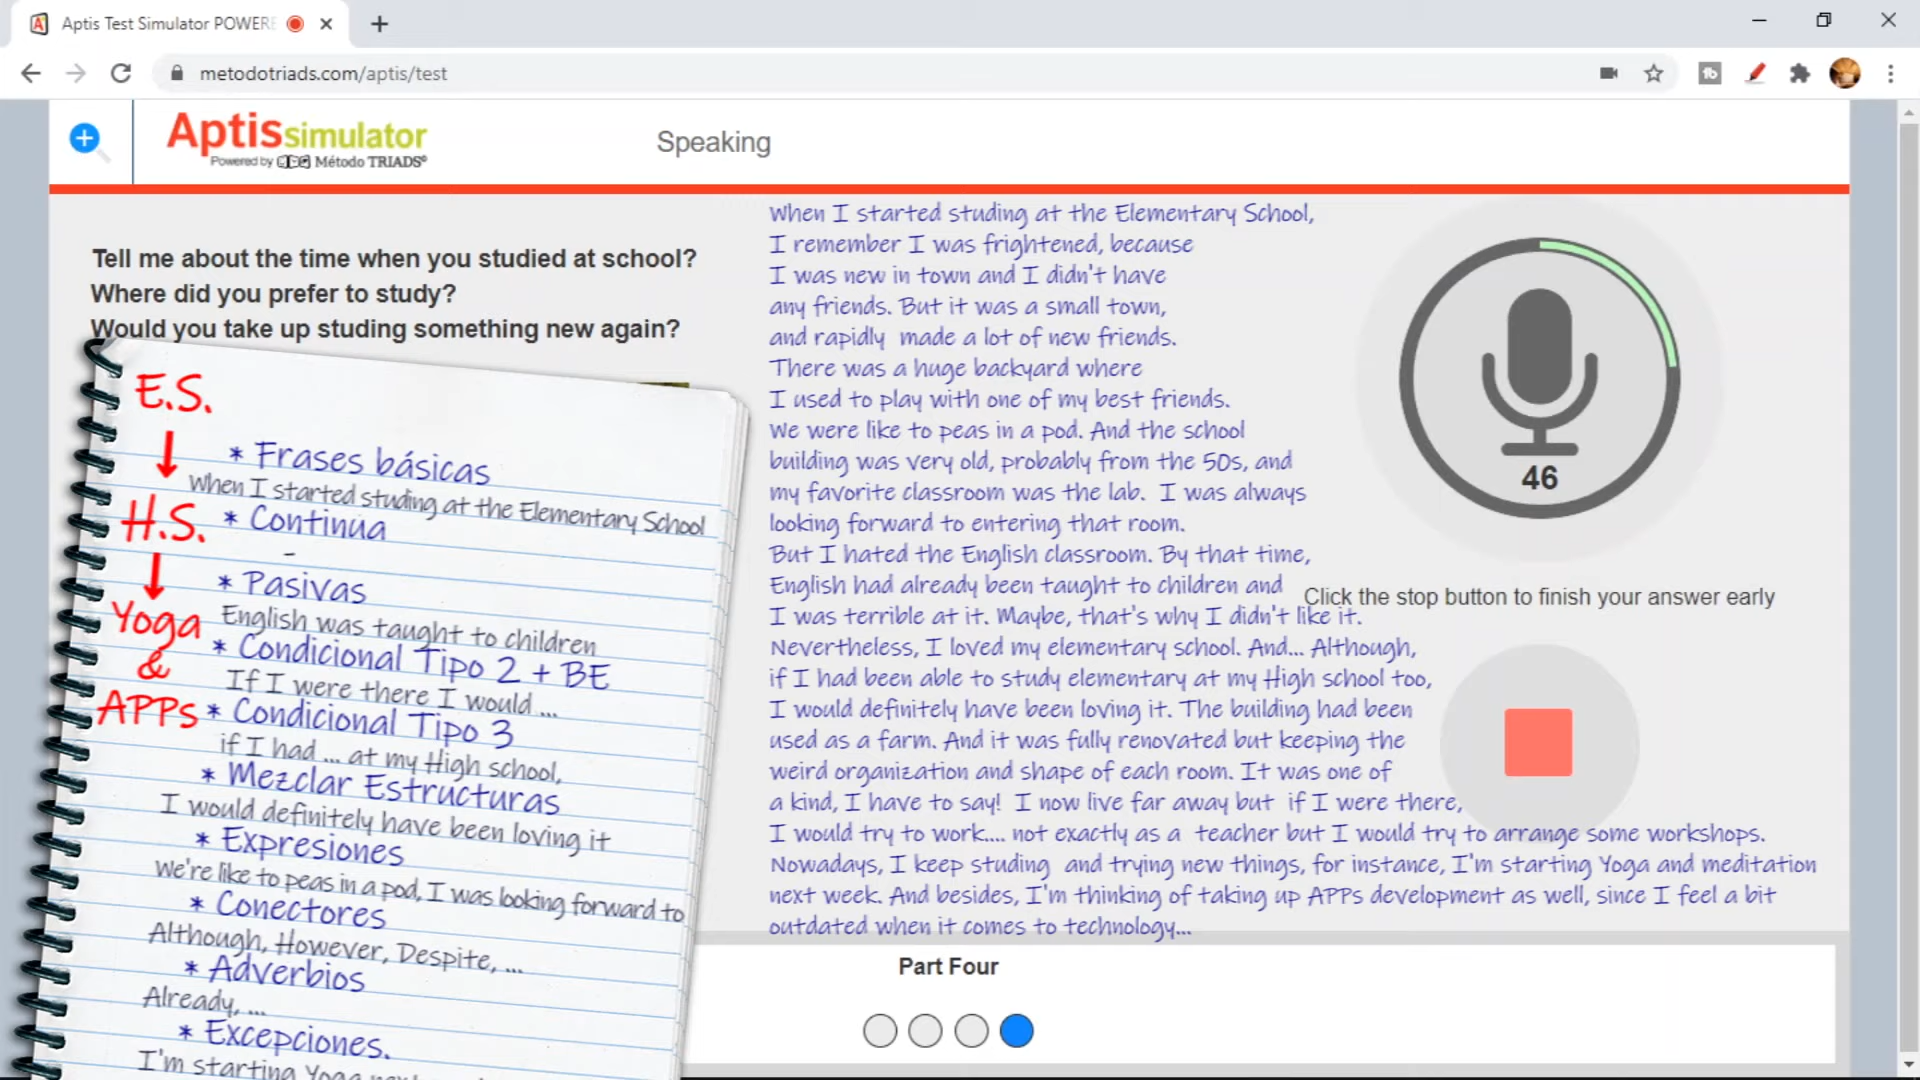 Aptis Test Simulator POWERE
metodotriads.com/aptis/test
Aptissimulator
Powered by Método TRIADS®
Speaking
Tell me about the time when you studied at school?
Where did you prefer to study?
Would you take up studing something new again?
E.S.
* Frases básicas
When I started studing at the Elementary School
H.S.
* Continua
-
* Pasivas
Yoga
English was taught to children
&
* Condicional Tipo 2 + BE
If I were there I would ...
APPs
* Condicional Tipo 3
if I had ... at my High school,
* Mezclar Estructuras
I would definitely have been loving it
* Expresiones
We're like to peas in a pod, I was looking forward to
* Conectores
Although, However, Despite, ...
* Adverbios
Already, ...
* Excepciones.
I'm starting Yoga
When I started studing at the Elementary School,
I remember I was frightened, because
I was new in town and I didn't have
any friends. But it was a small town,
and rapidly made a lot of new friends.
There was a huge backyard where
I used to play with one of my best friends.
We were like to peas in a pod. And the school
building was very old, probably from the 50s, and
my favorite classroom was the lab. I was always
looking forward to entering that room.
But I hated the English classroom. By that time,
English had already been taught to children and
I was terrible at it. Maybe, that's why I didn't like it.
Nevertheless, I loved my elementary school. And... Although,
if I had been able to study elementary at my High school too,
I would definitely have been loving it. The building had been
used as a farm. And it was fully renovated but keeping the
weird organization and shape of each room. It was one of
a kind, I have to say! I now live far away but if I were there,
I would try to work.... not exactly as a teacher but I would try to arrange some workshops.
Nowadays, I keep studing and trying new things, for instance, I'm starting Yoga and meditation
next week. And besides, I'm thinking of taking up APPs development as well, since I feel a bit
outdated when it comes to technology...
46
Click the stop button to finish your answer early
Part Four